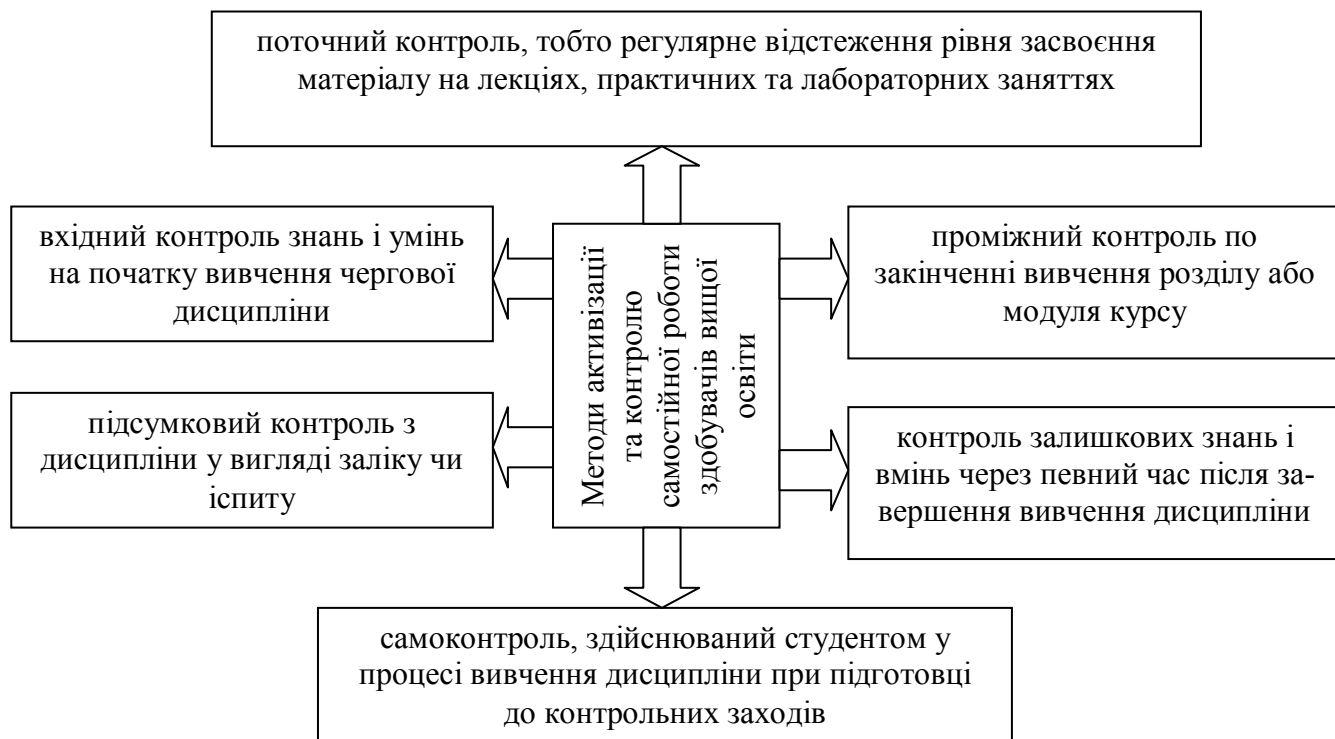 поточний контроль, тобто регулярне відстеження рівня засвоєння
матеріалу на лекціях, практичних та лабораторних заняттях
вхідний контроль знань і умінь
на початку вивчення чергової
дисципліни
Методи активізації
та контролю
самостійної роботи
здобувачів вищої
освіти
проміжний контроль по
закінченні вивчення розділу або
модуля курсу
підсумковий контроль з
дисципліни у вигляді заліку чи
іспиту
контроль залишкових знань і
вмінь через певний час після за-
вершення вивчення дисципліни
самоконтроль, здійснюваний студентом у
процесі вивчення дисципліни при підготовці
до контрольних заходів